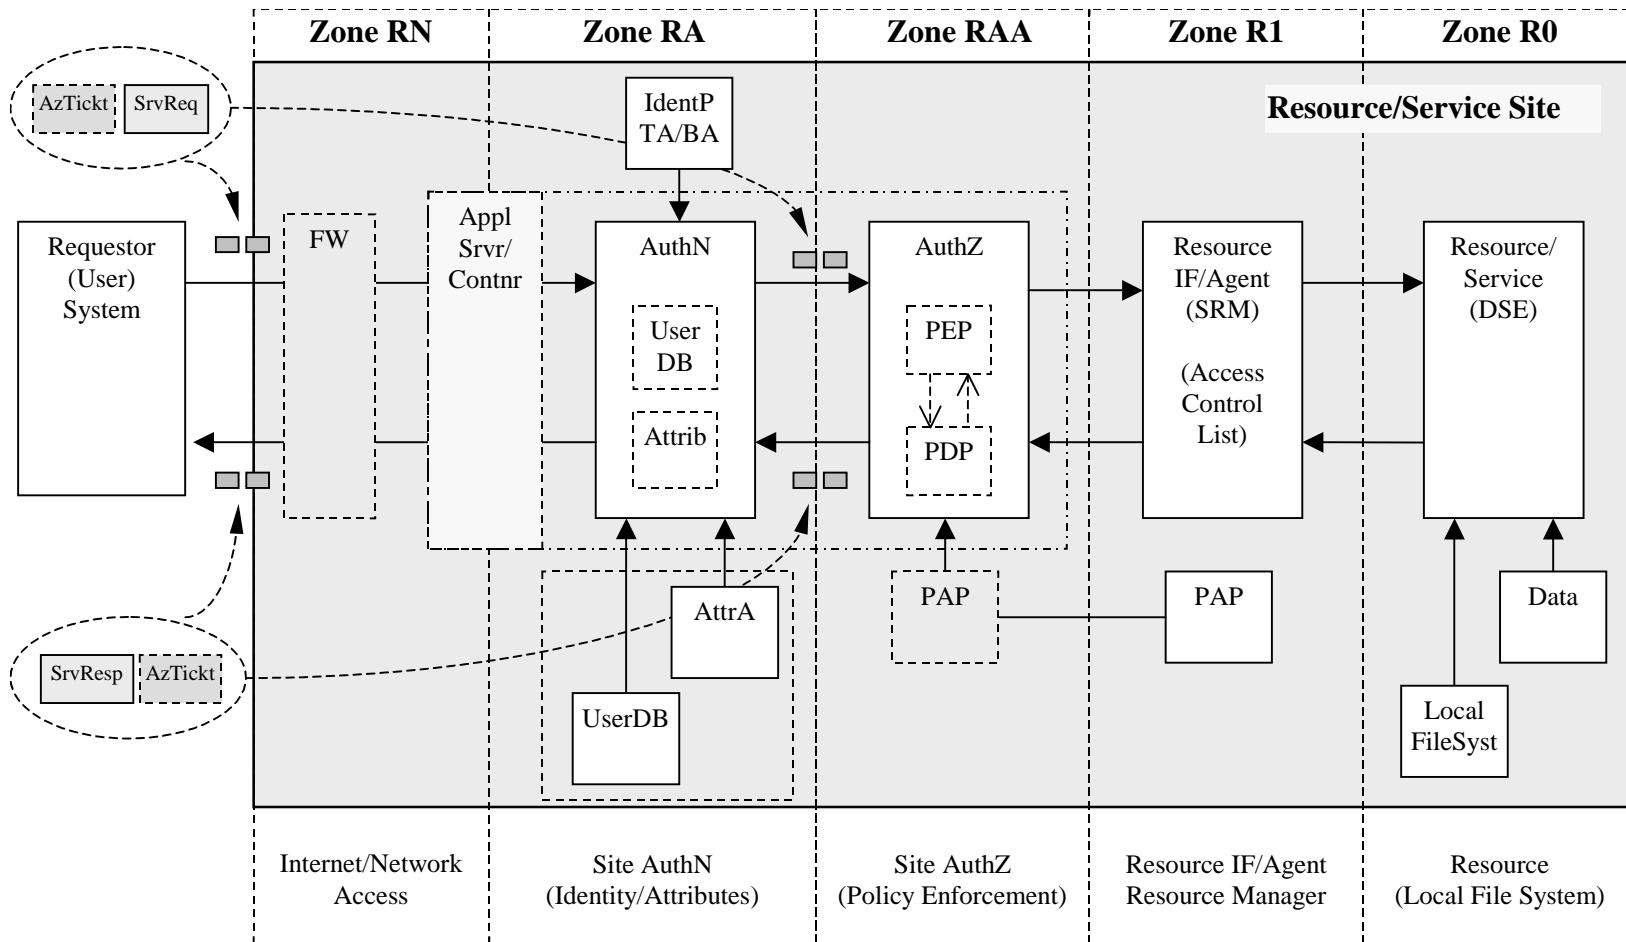 Zone RN
Zone RA
Zone RAA
Zone R1
Zone R0
AzTickt
SrvReq
IdentP
TA/BA
Resource/Service Site
Requestor
(User)
System
FW
Appl
Srvr/
Contnr
AuthN
User
DB
Attrib
AuthZ
PEP
PDP
Resource
IF/Agent
(SRM)
(Access
Control
List)
Resource/
Service
(DSE)
SrvResp
AzTickt
AttrA
UserDB
PAP
PAP
Data
Local
FileSyst
Internet/Network
Access
Site AuthN
(Identity/Attributes)
Site AuthZ
(Policy Enforcement)
Resource IF/Agent
Resource Manager
Resource
(Local File System)